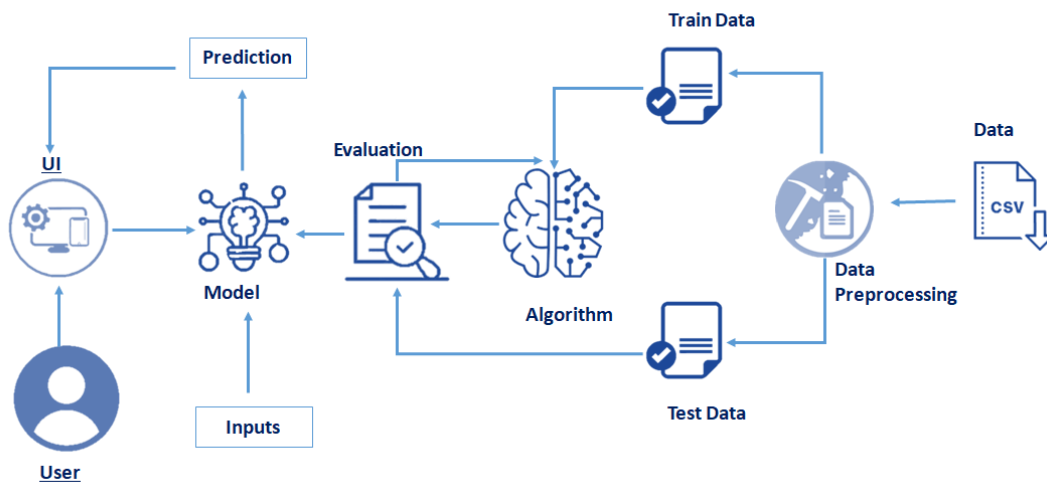 Train Data
Prediction
Data
Evaluation
UI
CSV
Data
Preprocessing
Model
Algorithm
Test Data
Inputs
User